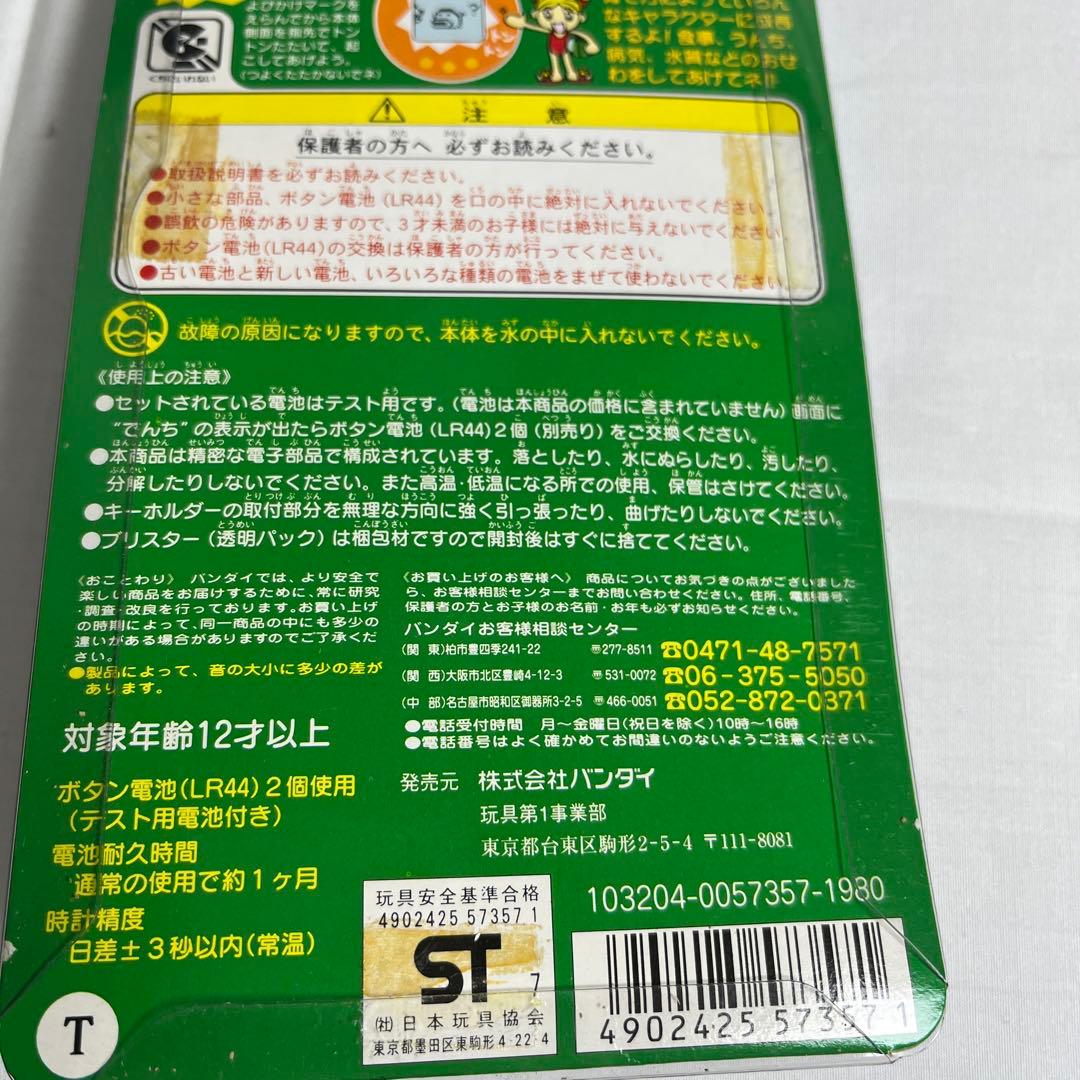 よびかけマークを
えらんでから本体
側面を指先でトン
トンたたいて、起
こしてあげよう。
(つよくたたかないでネ)
トントン
なキャラクターに成長
するよ! 食事、うんち、
病気、水質などのおせ
わをしてあげてネ!!
くちにいれない
注意
保護者の方へ 必ずお読みください。
●取扱説明書を必ずお読みください。
●小さな部品、ボタン電池(LR44)を口の中に絶対に入れないでください。
●誤飲の危険がありますので、3才未満のお子様には絶対に与えないでください。
●ボタン電池(LR44)の交換は保護者の方が行ってください。
●古い電池と新しい電池、いろいろな種類の電池をまぜて使わないでください。
故障の原因になりますので、本体を水の中に入れないでください。
《使用上の注意》
●セットされている電池はテスト用です。(電池は本商品の価格に含まれていません)画面に
"でんち"の表示が出たらボタン電池(LR44)2個(別売り)をご交換ください。
●本商品は精密な電子部品で構成されています。落としたり、水にぬらしたり、汚したり、
分解したりしないでください。また高温・低温になる所での使用、保管はさけてください。
●キーホルダーの取付部分を無理な方向に強く引っ張ったり、曲げたりしないでください。
●ブリスター(透明パック)は梱包材ですので開封後はすぐに捨ててください。
《おことわり》 バンダイでは、より安全で
楽しい商品をお届けするために、常に研究
・調査・改良を行っております。お買い上げ
の時期によって、同一商品の中にも多少の
違いがある場合がありますのでご了承くだ
さい。
●製品によって、音の大小に多少の差が
あります。
《お買い上げのお客様へ》 商品についてお気づきの点がございました
ら、お客様相談センターまでお問い合わせください。住所、電話番号、
保護者の方とお子様のお名前・お年も必ずお知らせください。
バンダイお客様相談センター
(関 東)柏市豊四季241-22 〒277-8511 ☎0471-48-7571
(関 西)大阪市北区豊崎4-12-3 〒531-0072 ☎06-375-5050
(中 部)名古屋市昭和区御器所3-2-5 〒466-0051 ☎052-872-0371
●電話受付時間 月〜金曜日(祝日を除く)10時〜16時
●電話番号はよく確かめてお間違いのないようご注意ください。
対象年齢12才以上
ボタン電池(LR44)2個使用
(テスト用電池付き)
電池耐久時間
通常の使用で約1ヶ月
時計精度
日差±3秒以内(常温)
発売元 株式会社バンダイ
玩具第1事業部
東京都台東区駒形2-5-4 〒111-8081
玩具安全基準合格
4902425 57357 1
ST
7
(社)日本玩具協会
東京都墨田区東駒形4-22-4
103204-0057357-1980
4902425 573571
T